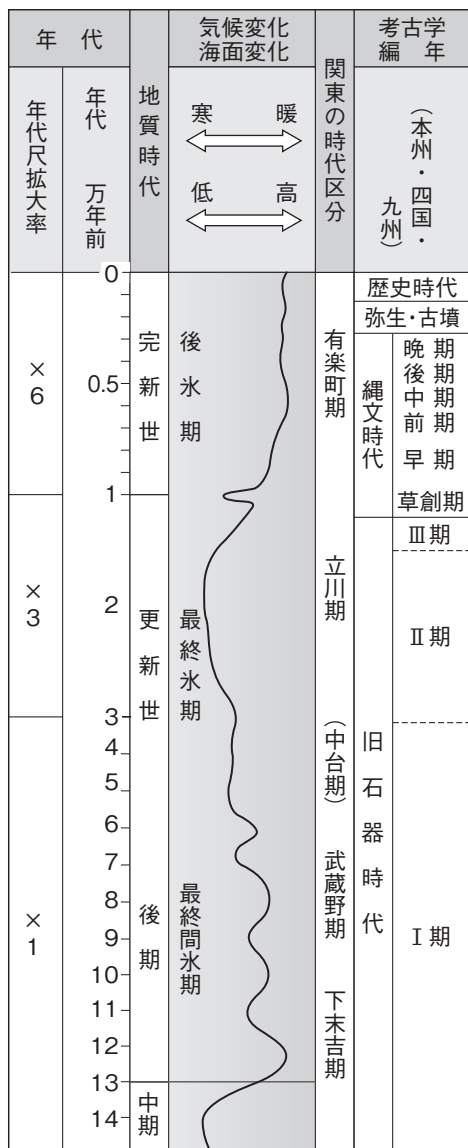 年代
気候変化
海面変化
考古学
編年
年代尺拡大率
年代
万年前
地質時代
寒 暖
低 高
関東の時代区分
(本州・四国・
九州)
×6
×3
×1
0
0.5
1
2
3
4
5
6
7
8
9
10
11
12
13
14
完新世
更新世
後期
中期
後氷期
最終氷期
最終間氷期
有楽町期
立川期
(中台期)
武蔵野期
下末吉期
歴史時代
弥生・古墳
縄文時代
晩期
後期
中期
前期
早期
草創期
旧石器時代
Ⅲ期
Ⅱ期
Ⅰ期